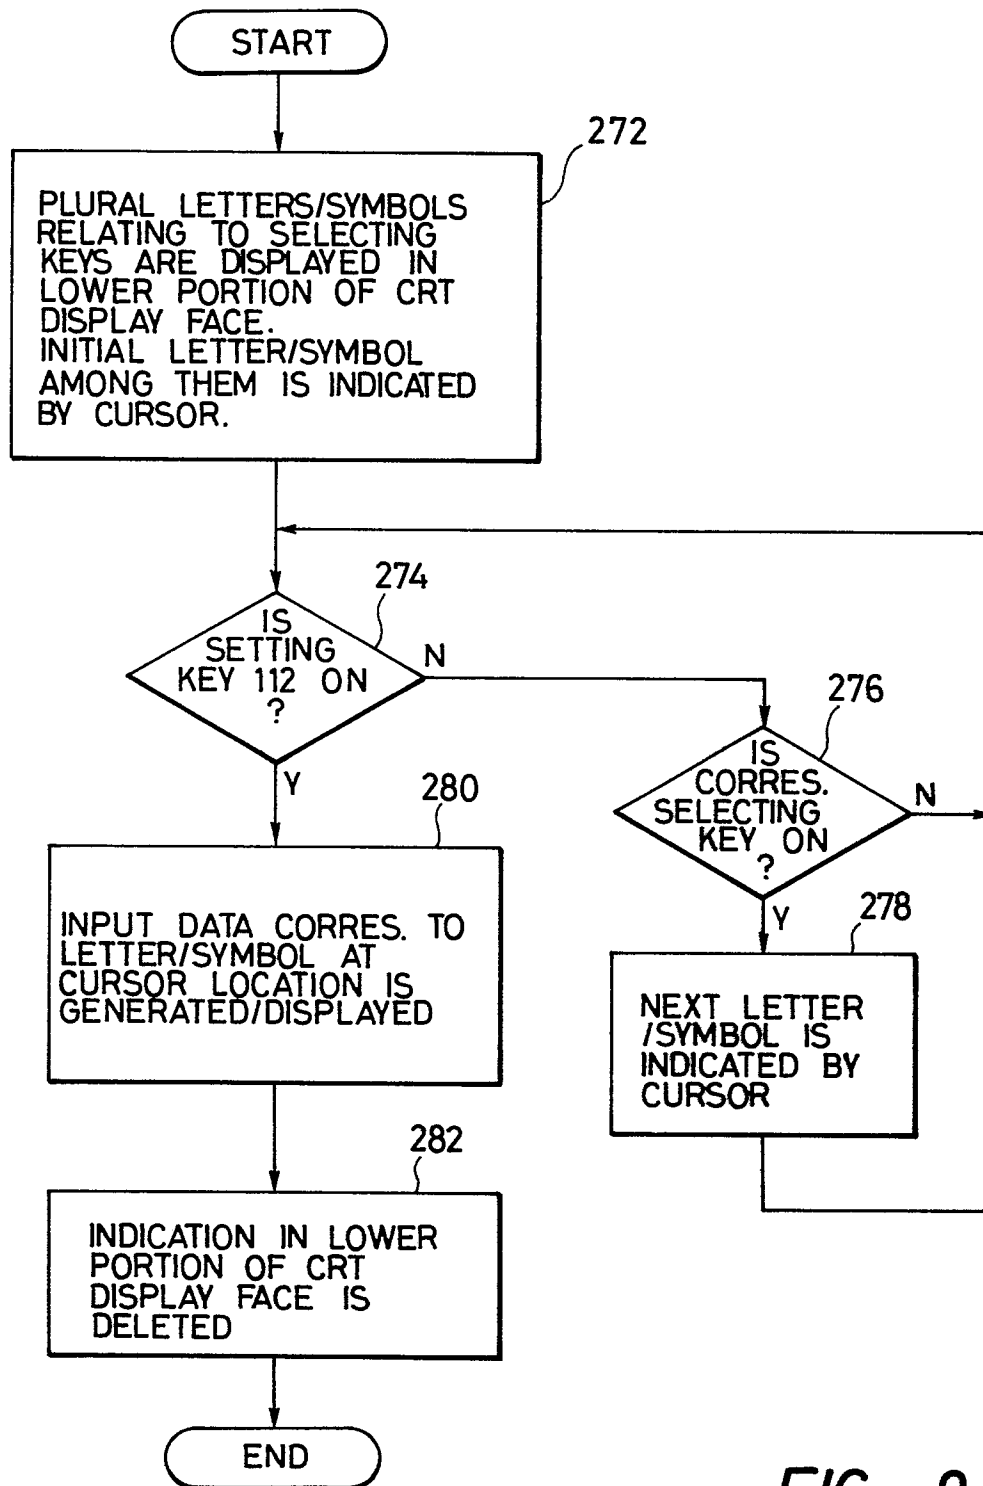 START
272
PLURAL LETTERS/SYMBOLS
RELATING TO SELECTING
KEYS ARE DISPLAYED IN
LOWER PORTION OF CRT
DISPLAY FACE.
INITIAL LETTER/SYMBOL
AMONG THEM IS INDICATED
BY CURSOR.
274
IS
SETTING
KEY 112 ON
?
N
Y
276
IS
CORRES.
SELECTING
KEY ON
?
N
Y
278
NEXT LETTER
/SYMBOL IS
INDICATED BY
CURSOR
280
INPUT DATA CORRES. TO
LETTER/SYMBOL AT
CURSOR LOCATION IS
GENERATED/DISPLAYED
282
INDICATION IN LOWER
PORTION OF CRT
DISPLAY FACE IS
DELETED
END